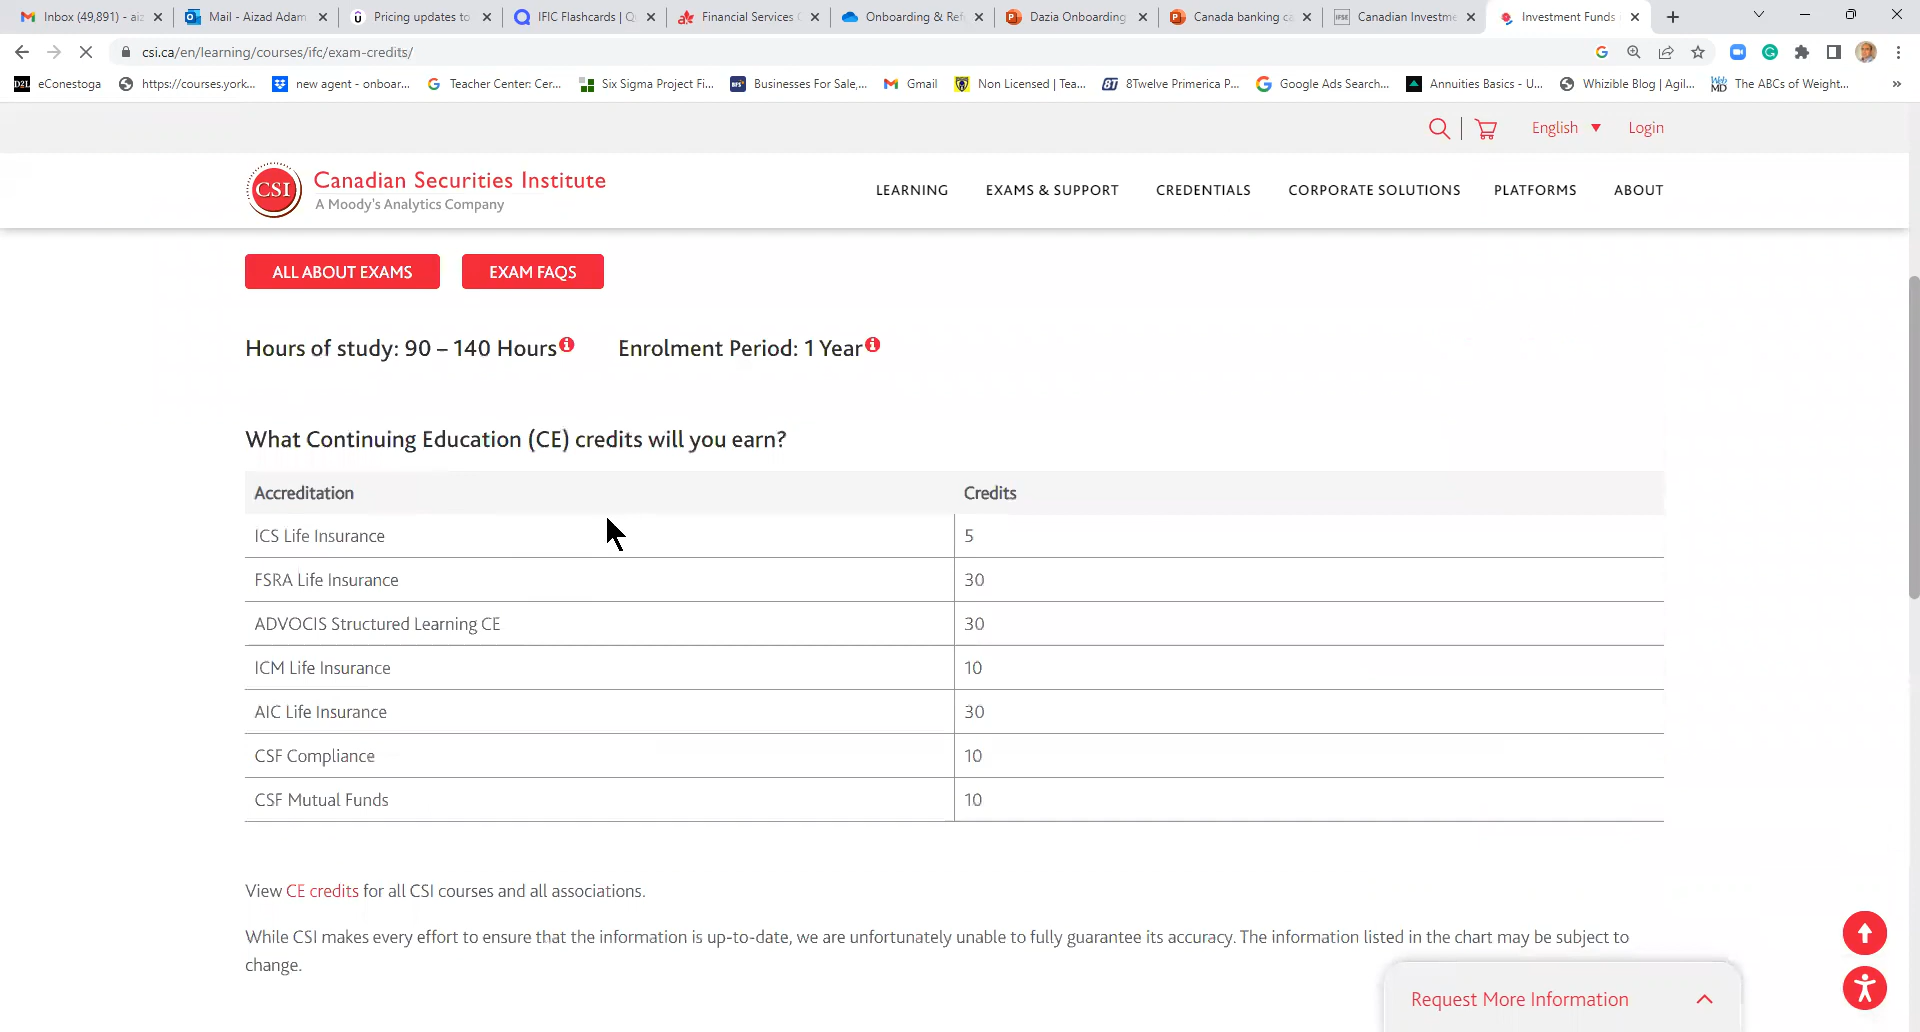 Inbox (49,891) - aiz
Mail - Aizad Adam
Pricing updates to
IFIC Flashcards | Q
Financial Services C
Onboarding & Ref
Dazia Onboarding
Canada banking ca
Canadian Investme
Investment Funds
csi.ca/en/learning/courses/ifc/exam-credits/
eConestoga
https://courses.york...
new agent - onboar...
Teacher Center: Cer...
Six Sigma Project Fi...
Businesses For Sale,...
Gmail
Non Licensed | Tea...
8Twelve Primerica P...
Google Ads Search...
Annuities Basics - U...
Whizible Blog | Agil...
The ABCs of Weight...
English
Login
CSI
Canadian Securities Institute
A Moody's Analytics Company
LEARNING
EXAMS & SUPPORT
CREDENTIALS
CORPORATE SOLUTIONS
PLATFORMS
ABOUT
ALL ABOUT EXAMS
EXAM FAQS
Hours of study: 90 – 140 Hours
Enrolment Period: 1 Year
What Continuing Education (CE) credits will you earn?
Accreditation Credits
ICS Life Insurance 5
FSRA Life Insurance 30
ADVOCIS Structured Learning CE 30
ICM Life Insurance 10
AIC Life Insurance 30
CSF Compliance 10
CSF Mutual Funds 10
View CE credits for all CSI courses and all associations.
While CSI makes every effort to ensure that the information is up-to-date, we are unfortunately unable to fully guarantee its accuracy. The information listed in the chart may be subject to
change.
Request More Information